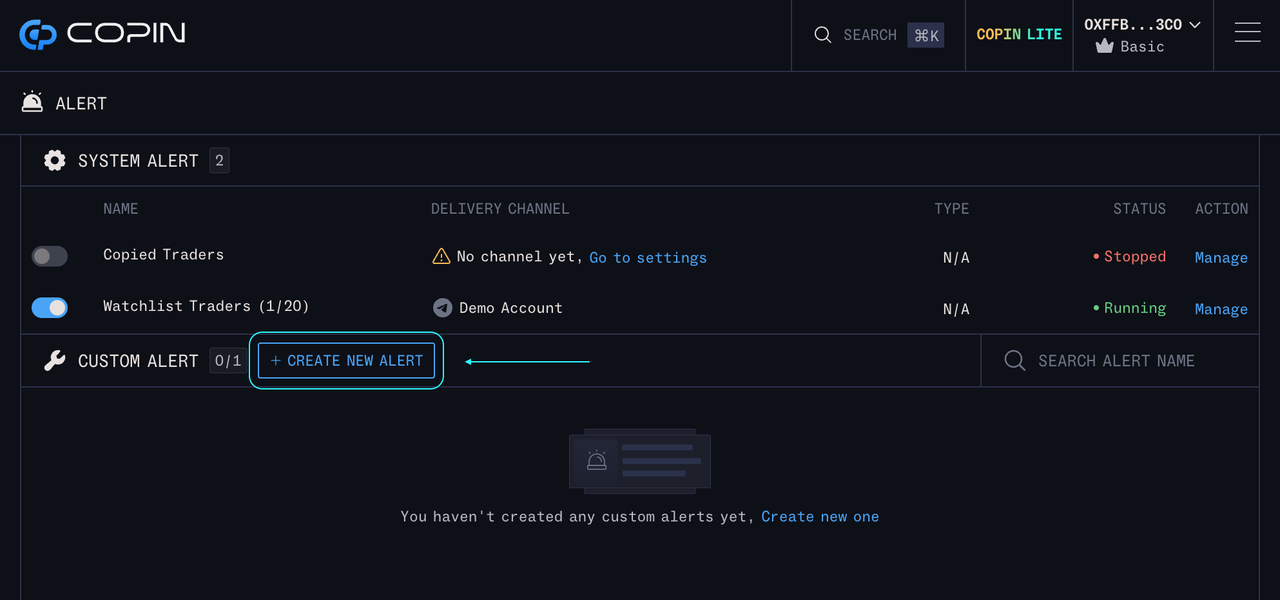 COPIN
SEARCH ⌘K
COPIN LITE
0XFFB...3C0
Basic
ALERT
SYSTEM ALERT 2
NAME DELIVERY CHANNEL TYPE STATUS ACTION
Copied Traders No channel yet, Go to settings N/A Stopped Manage
Watchlist Traders (1/20) Demo Account N/A Running Manage
CUSTOM ALERT 0/1 + CREATE NEW ALERT SEARCH ALERT NAME
You haven't created any custom alerts yet, Create new one